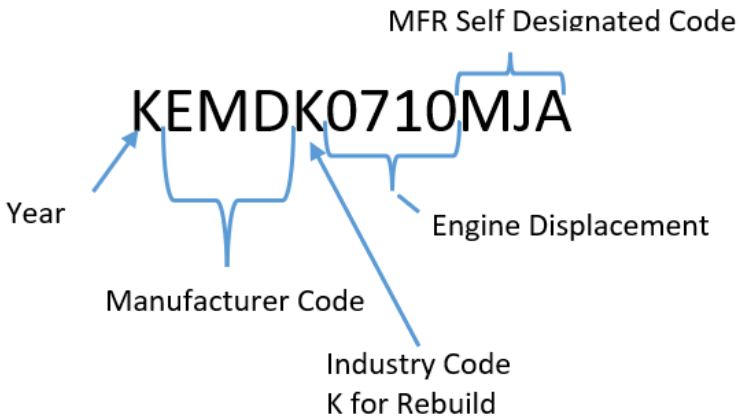 MFR Self Designated Code
KEMDK0710MJA
Year
Engine Displacement
Manufacturer Code
Industry Code
K for Rebuild